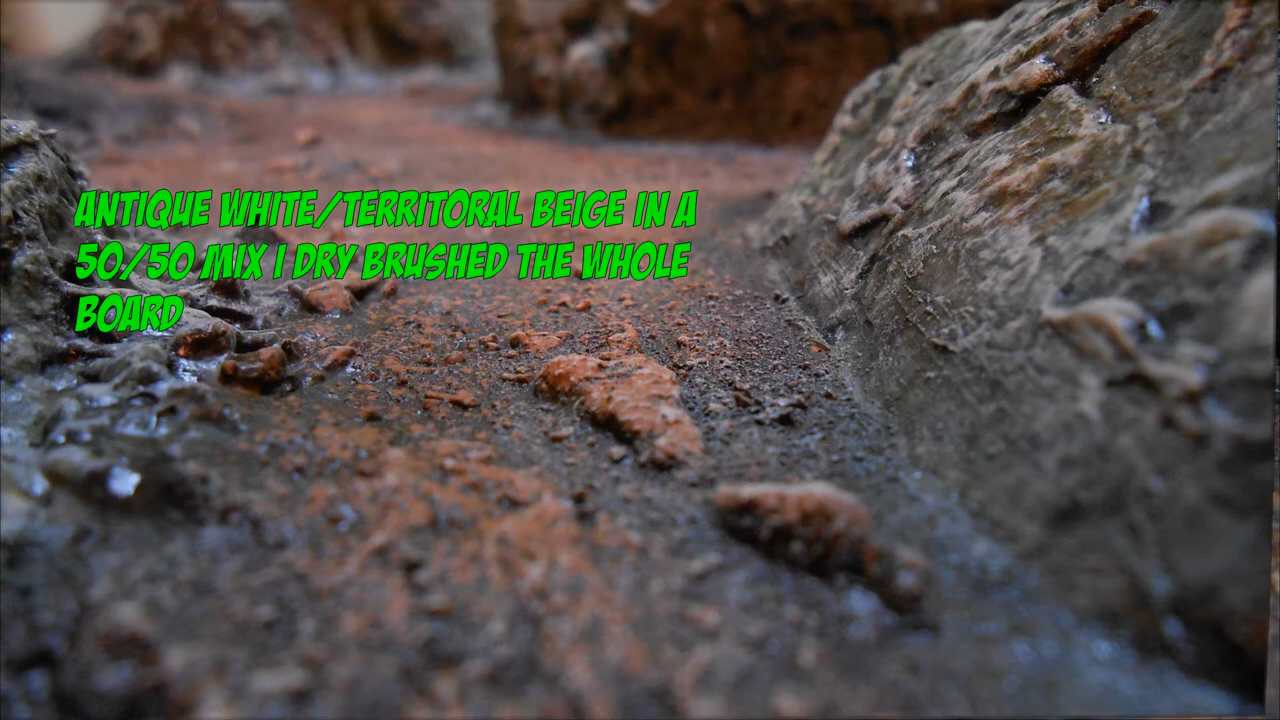 ANTIQUE WHITE/TERRITORAL BEIGE IN A
50/50 MIX I DRY BRUSHED THE WHOLE
BOARD